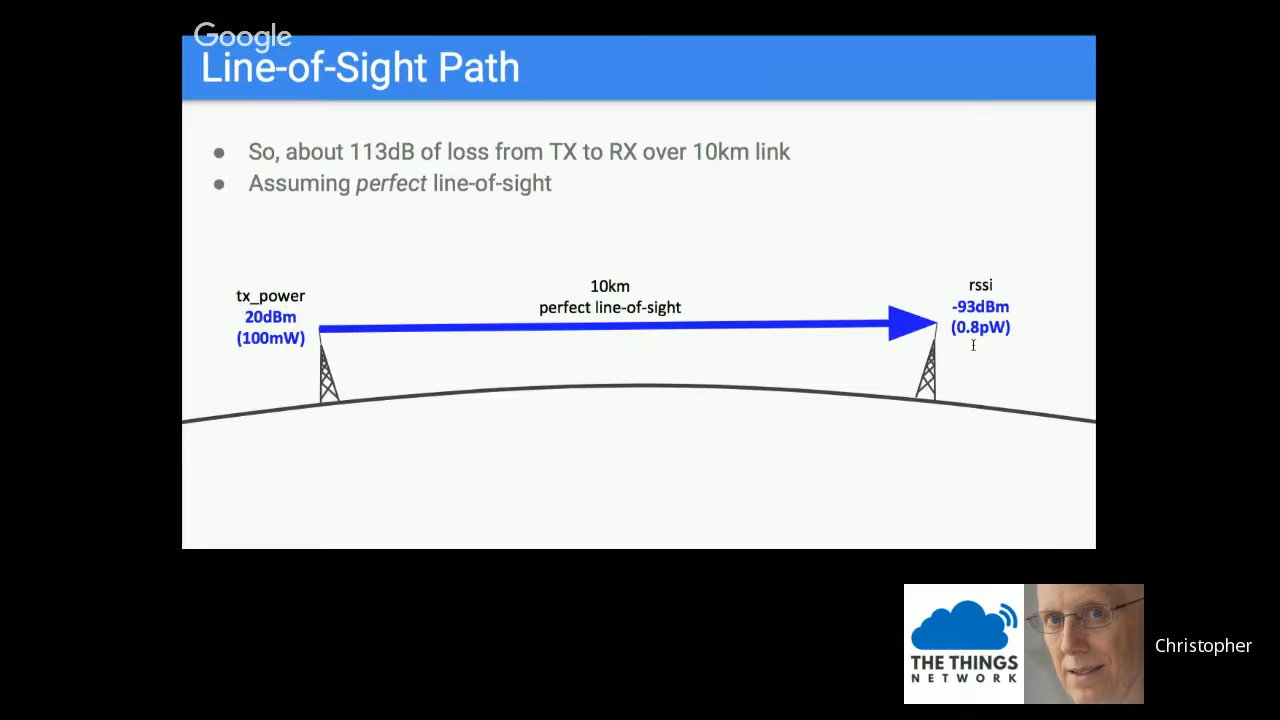 Google
Line-of-Sight Path
● So, about 113dB of loss from TX to RX over 10km link
● Assuming perfect line-of-sight
tx_power
20dBm
(100mW)
10km
perfect line-of-sight
rssi
-93dBm
(0.8pW)
THE THINGS
NETWORK
Christopher